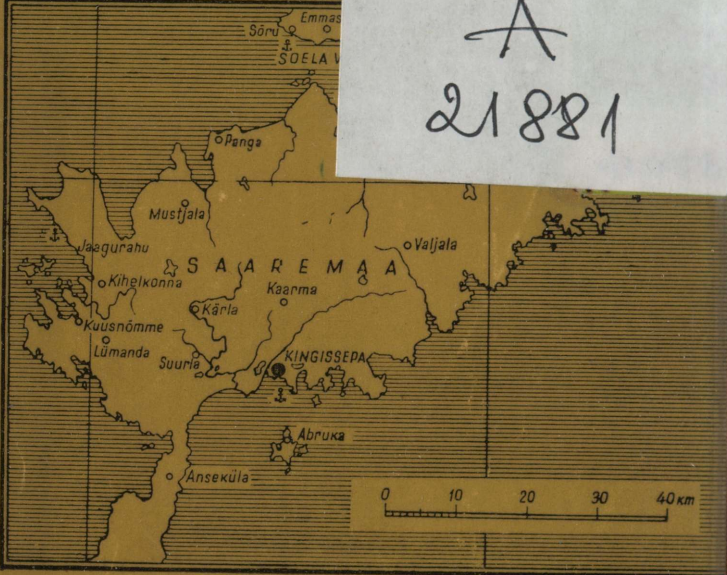 Emmas
Sõru
SOELA V
A
21881
Panga
Mustjala
Jaagurahu
Valjala
SAAREMAA
Kihelkonna
Kaarma
Kärla
Kuusnõmme
Lümanda
Suurla
KINGISSEPA
Abruka
Anseküla
0 10 20 30 40 km